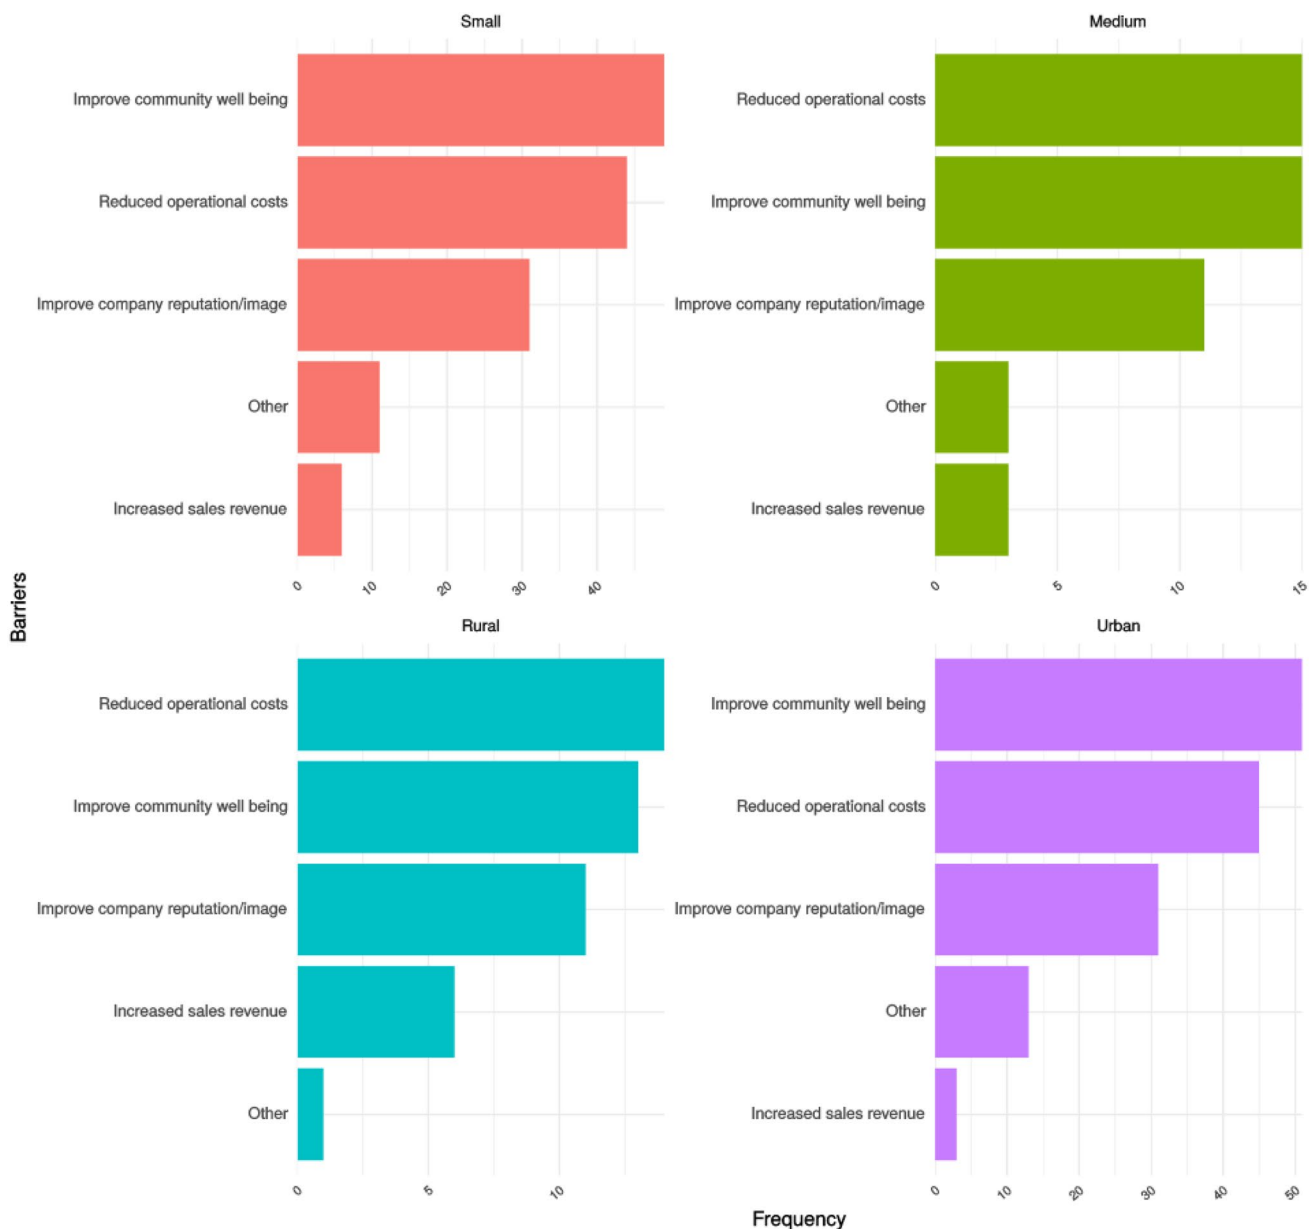 Small
Improve community well being
Reduced operational costs
Improve company reputation/image
Other
Increased sales revenue
0 10 20 30 40
Medium
Reduced operational costs
Improve community well being
Improve company reputation/image
Other
Increased sales revenue
0 5 10 15
Barriers
Rural
Reduced operational costs
Improve community well being
Improve company reputation/image
Increased sales revenue
Other
0 5 10
Urban
Improve community well being
Reduced operational costs
Improve company reputation/image
Other
Increased sales revenue
0 10 20 30 40 50
Frequency